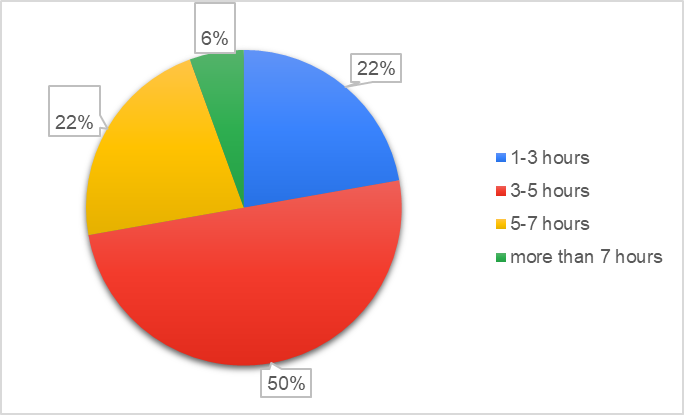 6%
22%
22%
50%
1-3 hours
3-5 hours
5-7 hours
more than 7 hours